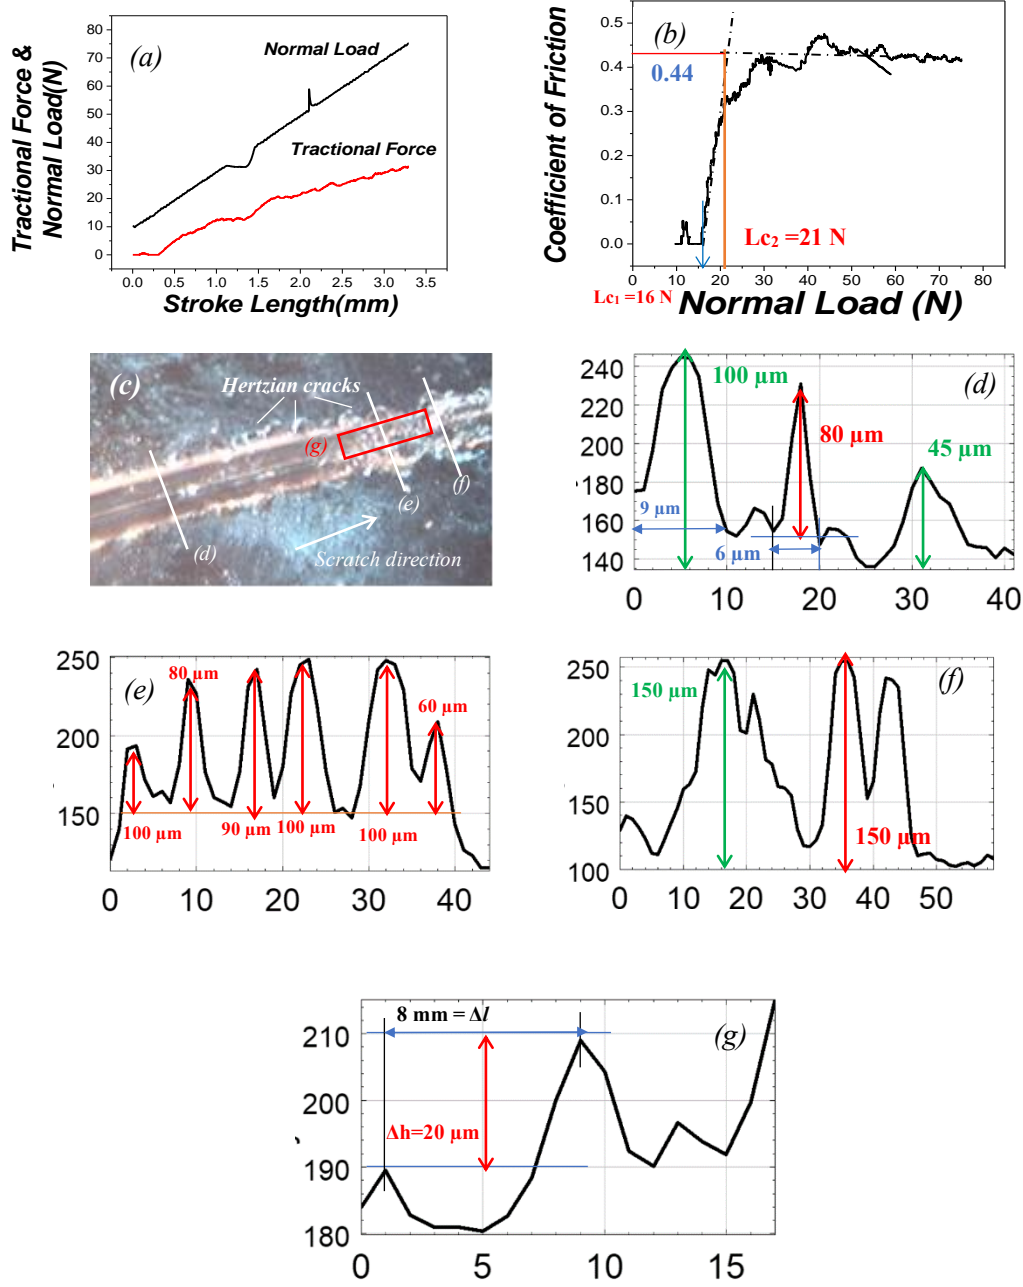 Tractional Force &
Normal Load(N)
80
70
60
50
40
30
20
10
0
(a)
Normal Load
Tractional Force
0.0 0.5 1.0 1.5 2.0 2.5 3.0 3.5
Stroke Length(mm)
Coefficient of Friction
0.5
0.4
0.3
0.2
0.1
0.0
(b)
0.44
Lc2 =21 N
Lc1 =16 N
0 10 20 30 40 50 60 70 80
Normal Load (N)
(c)
Hertzian cracks
(g)
(e)
(f)
(d)
Scratch direction
240
220
200
180
160
140
(d)
100 µm
80 µm
45 µm
9 µm
6 µm
0 10 20 30 40
250
200
150
(e)
80 µm
60 µm
100 µm
90 µm
100 µm
100 µm
0 10 20 30 40
250
200
150
100
(f)
150 µm
150 µm
0 10 20 30 40 50
210
200
190
180
8 mm = Δl
(g)
Δh=20 µm
0 5 10 15